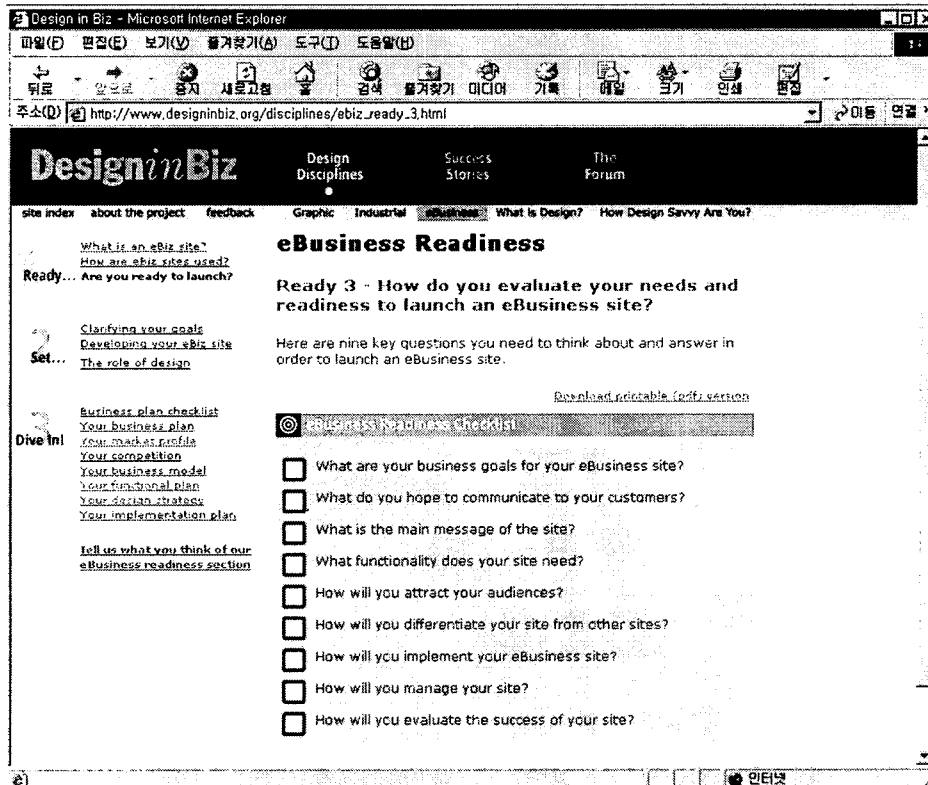 Design in Biz - Microsoft Internet Explorer
파일(F) 편집(E) 보기(V) 즐겨찾기(A) 도구(T) 도움말(H)
뒤로 앞으로 중지 새로고침 홈 검색 즐겨찾기 미디어 기록 메일 크기 인쇄 편집
주소(D) http://www.designinbiz.org/disciplines/ebiz_ready_3.html 이동 연결
DesigninBiz
Design Disciplines
Success Stories
The Forum
site index about the project feedback Graphic Industrial eBusiness What is Design? How Design Savvy Are You?
Ready...
What is an eBiz site?
How are ebiz sites used?
Are you ready to launch?
2
Set...
Clarifying your goals
Developing your eBiz site
The role of design
3
Dive In!
Business plan checklist
Your business plan
Your market profile
Your competition
Your business model
Your functional plan
Your design strategy
Your implementation plan
Tell us what you think of our
eBusiness readiness section
eBusiness Readiness
Ready 3 - How do you evaluate your needs and
readiness to launch an eBusiness site?
Here are nine key questions you need to think about and answer in
order to launch an eBusiness site.
Download printable (pdf) version
eBusiness Readiness Checklist
What are your business goals for your eBusiness site?
What do you hope to communicate to your customers?
What is the main message of the site?
What functionality does your site need?
How will you attract your audiences?
How will you differentiate your site from other sites?
How will you implement your eBusiness site?
How will you manage your site?
How will you evaluate the success of your site?
인터넷